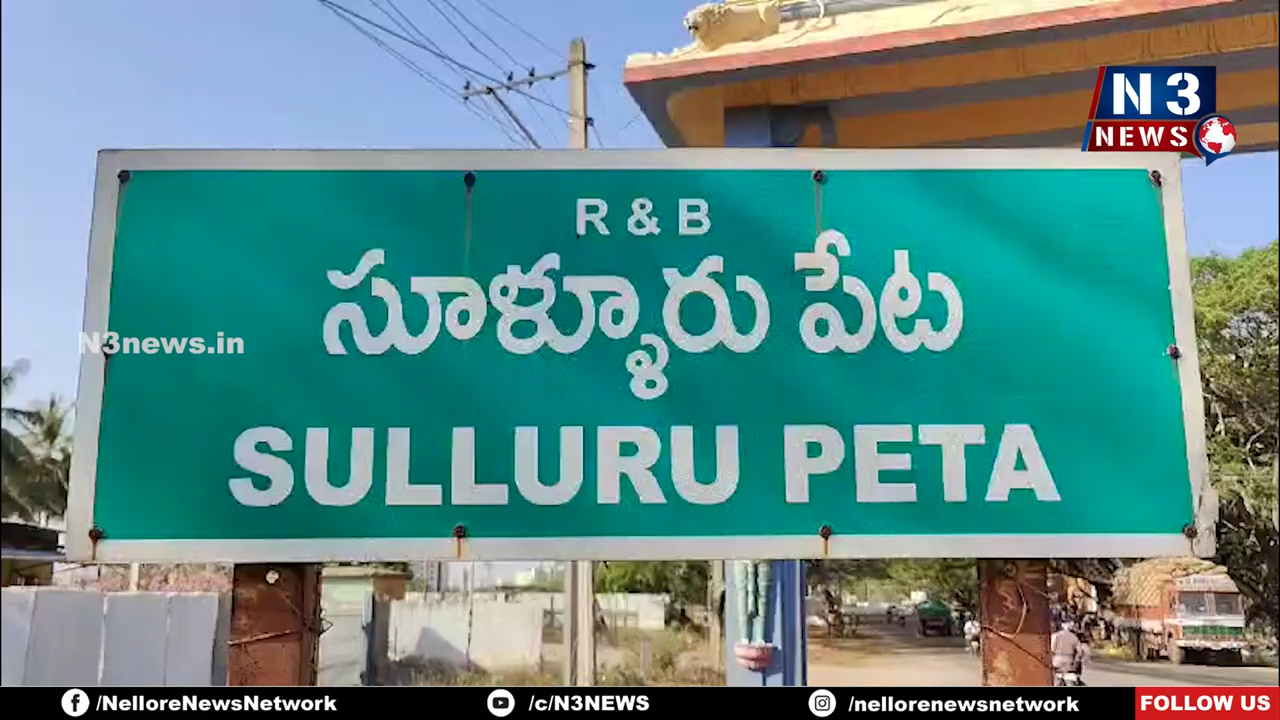 N3
NEWS
R & B
సూళ్ళూరు పేట
N3news.in
SULLURU PETA
/NelloreNewsNetwork
/c/N3NEWS
/nellorenewsnetwork
FOLLOW US